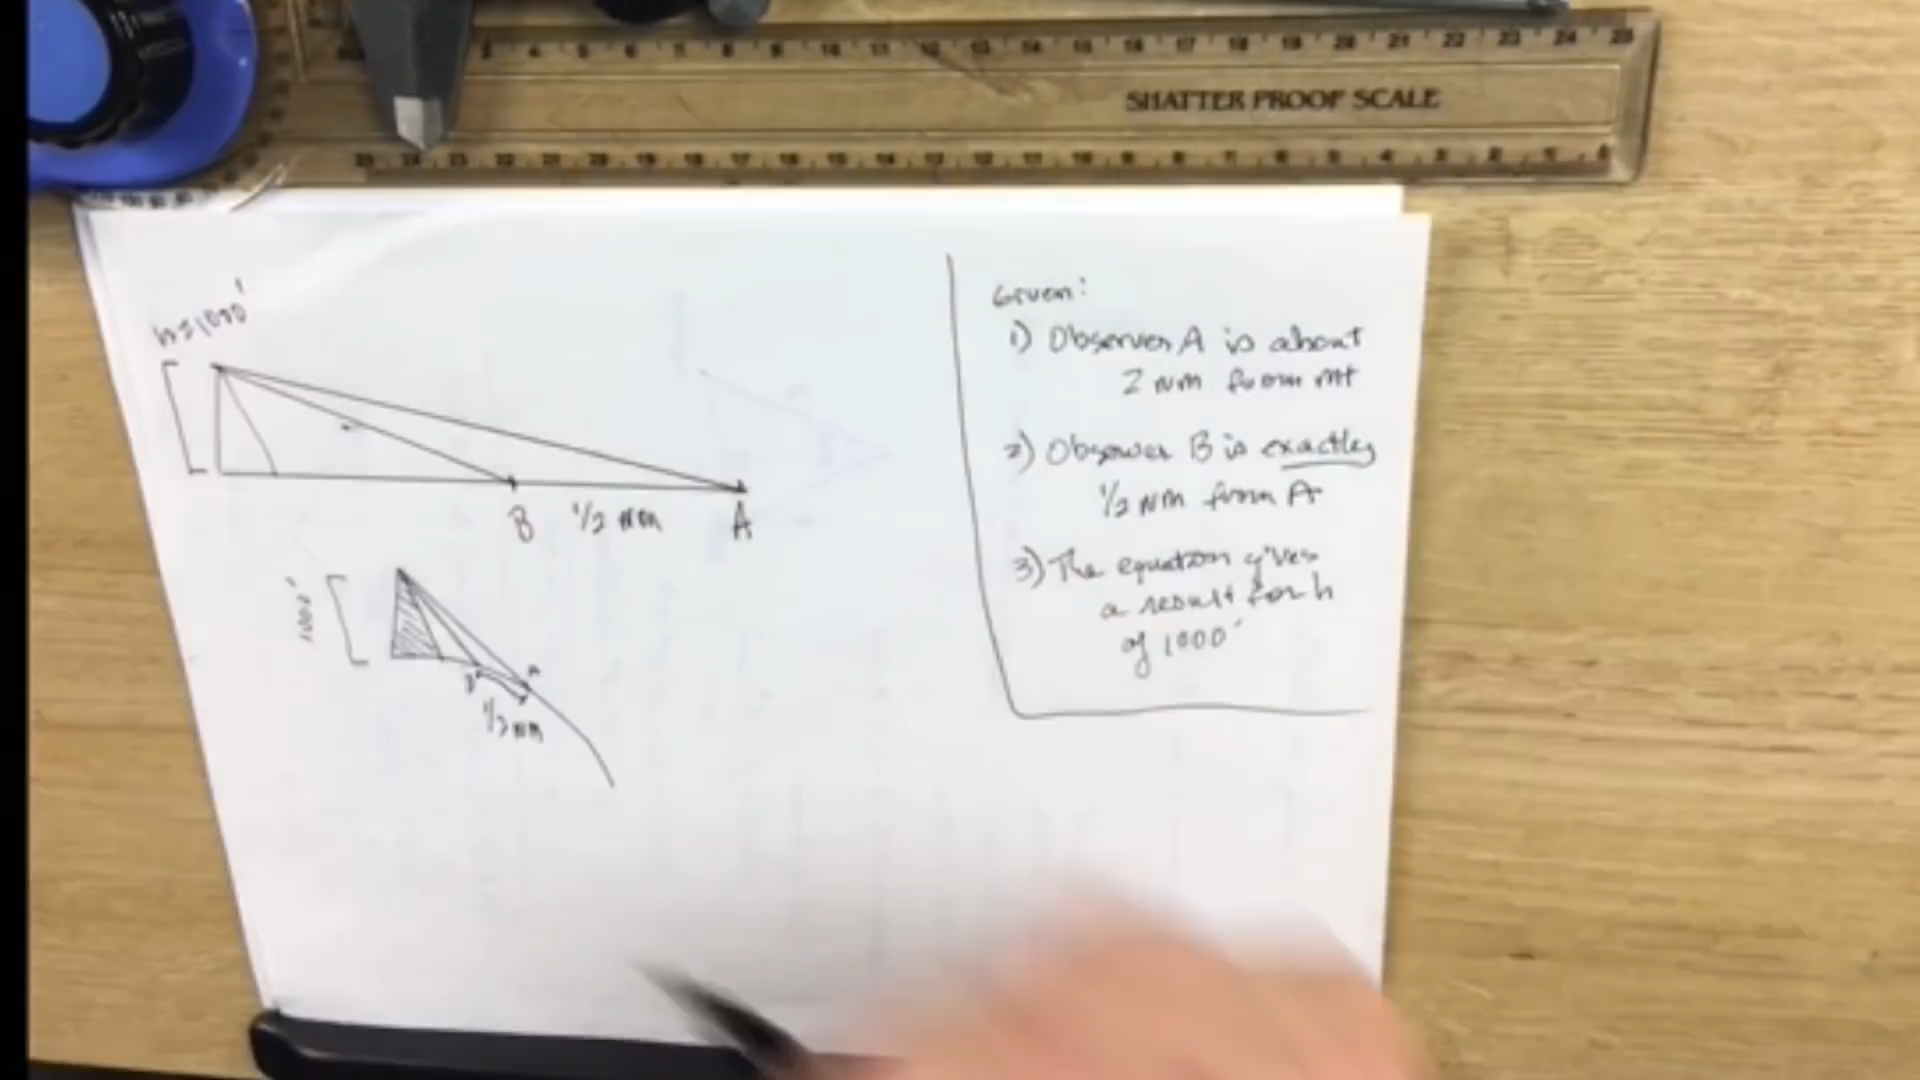 SHATTER PROOF SCALE
h=1000'
B 1/2 nm A
1000'
B A
1/2 nm
Given:
1) Observer A is about
2 nm from mt
2) Observer B is exactly
1/2 nm from A
3) The equation gives
a result for h
of 1000'